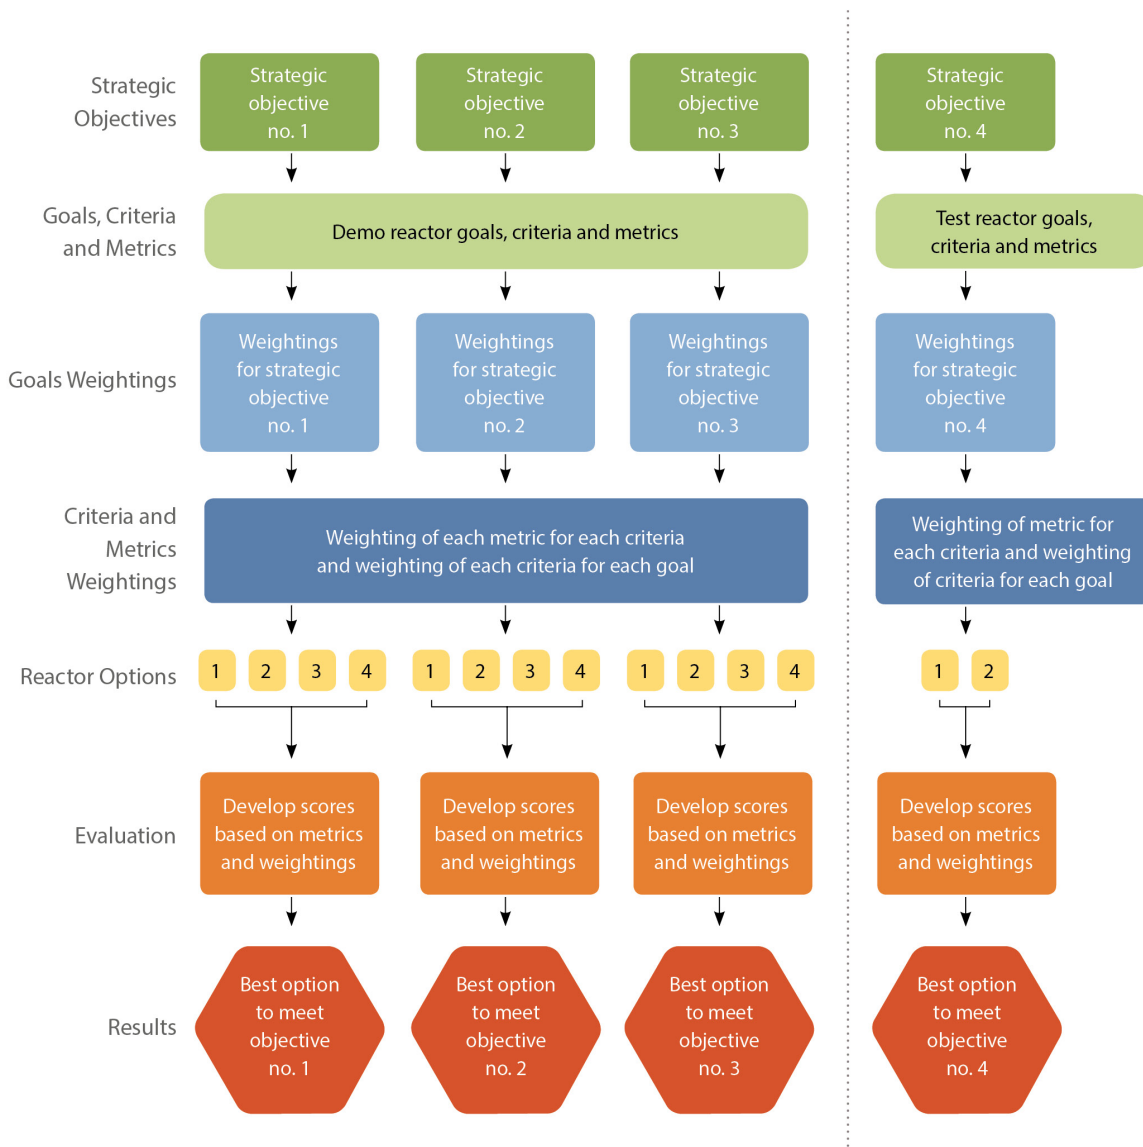 Strategic
Objectives
Strategic
objective
no. 1
Strategic
objective
no. 2
Strategic
objective
no. 3
Strategic
objective
no. 4
Goals, Criteria
and Metrics
Demo reactor goals, criteria and metrics
Test reactor goals,
criteria and metrics
Goals Weightings
Weightings
for strategic
objective
no. 1
Weightings
for strategic
objective
no. 2
Weightings
for strategic
objective
no. 3
Weightings
for strategic
objective
no. 4
Criteria and
Metrics
Weightings
Weighting of each metric for each criteria
and weighting of each criteria for each goal
Weighting of metric for
each criteria and weighting
of criteria for each goal
Reactor Options
1 2 3 4
1 2 3 4
1 2 3 4
1 2
Evaluation
Develop scores
based on metrics
and weightings
Develop scores
based on metrics
and weightings
Develop scores
based on metrics
and weightings
Develop scores
based on metrics
and weightings
Results
Best option
to meet
objective
no. 1
Best option
to meet
objective
no. 2
Best option
to meet
objective
no. 3
Best option
to meet
objective
no. 4